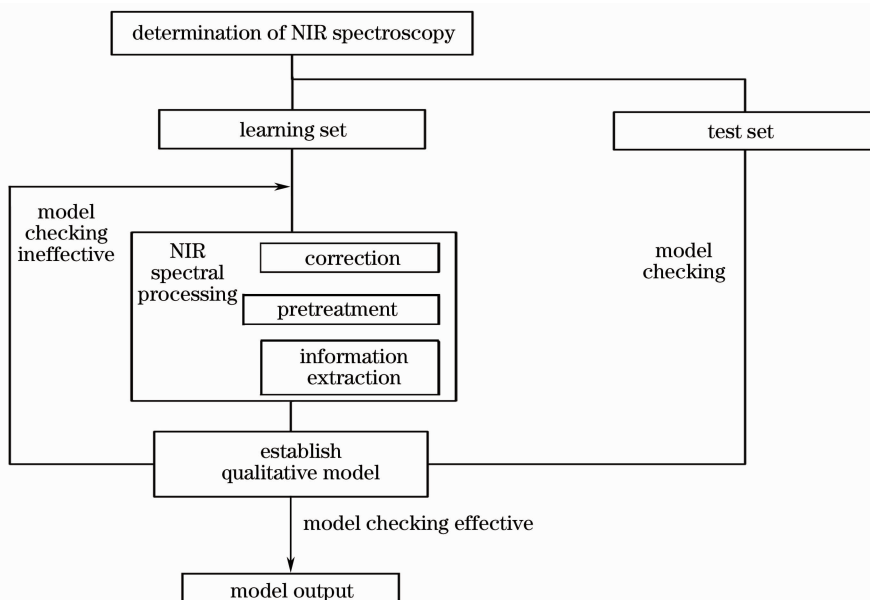 determination of NIR spectroscopy
learning set
test set
model
checking
ineffective
NIR
spectral
processing
correction
pretreatment
information
extraction
model
checking
establish
qualitative model
model checking effective
model output